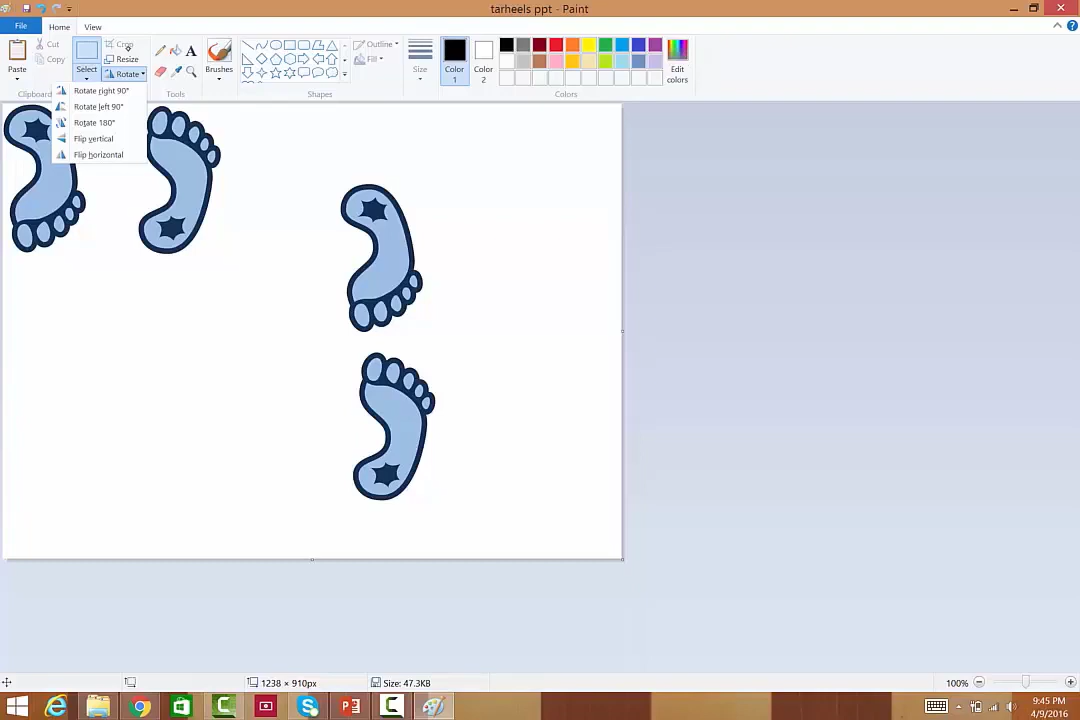 tarheels ppt - Paint
File
Home
View
Paste
Cut
Copy
Clipboard
Select
Crop
Resize
Rotate
Rotate right 90°
Rotate left 90°
Rotate 180°
Flip vertical
Flip horizontal
Tools
Brushes
Outline
Fill
Shapes
Size
Color
1
Color
2
Edit
colors
Colors
1238 × 910px
Size: 47.3KB
100%
9:45 PM
4/9/2016